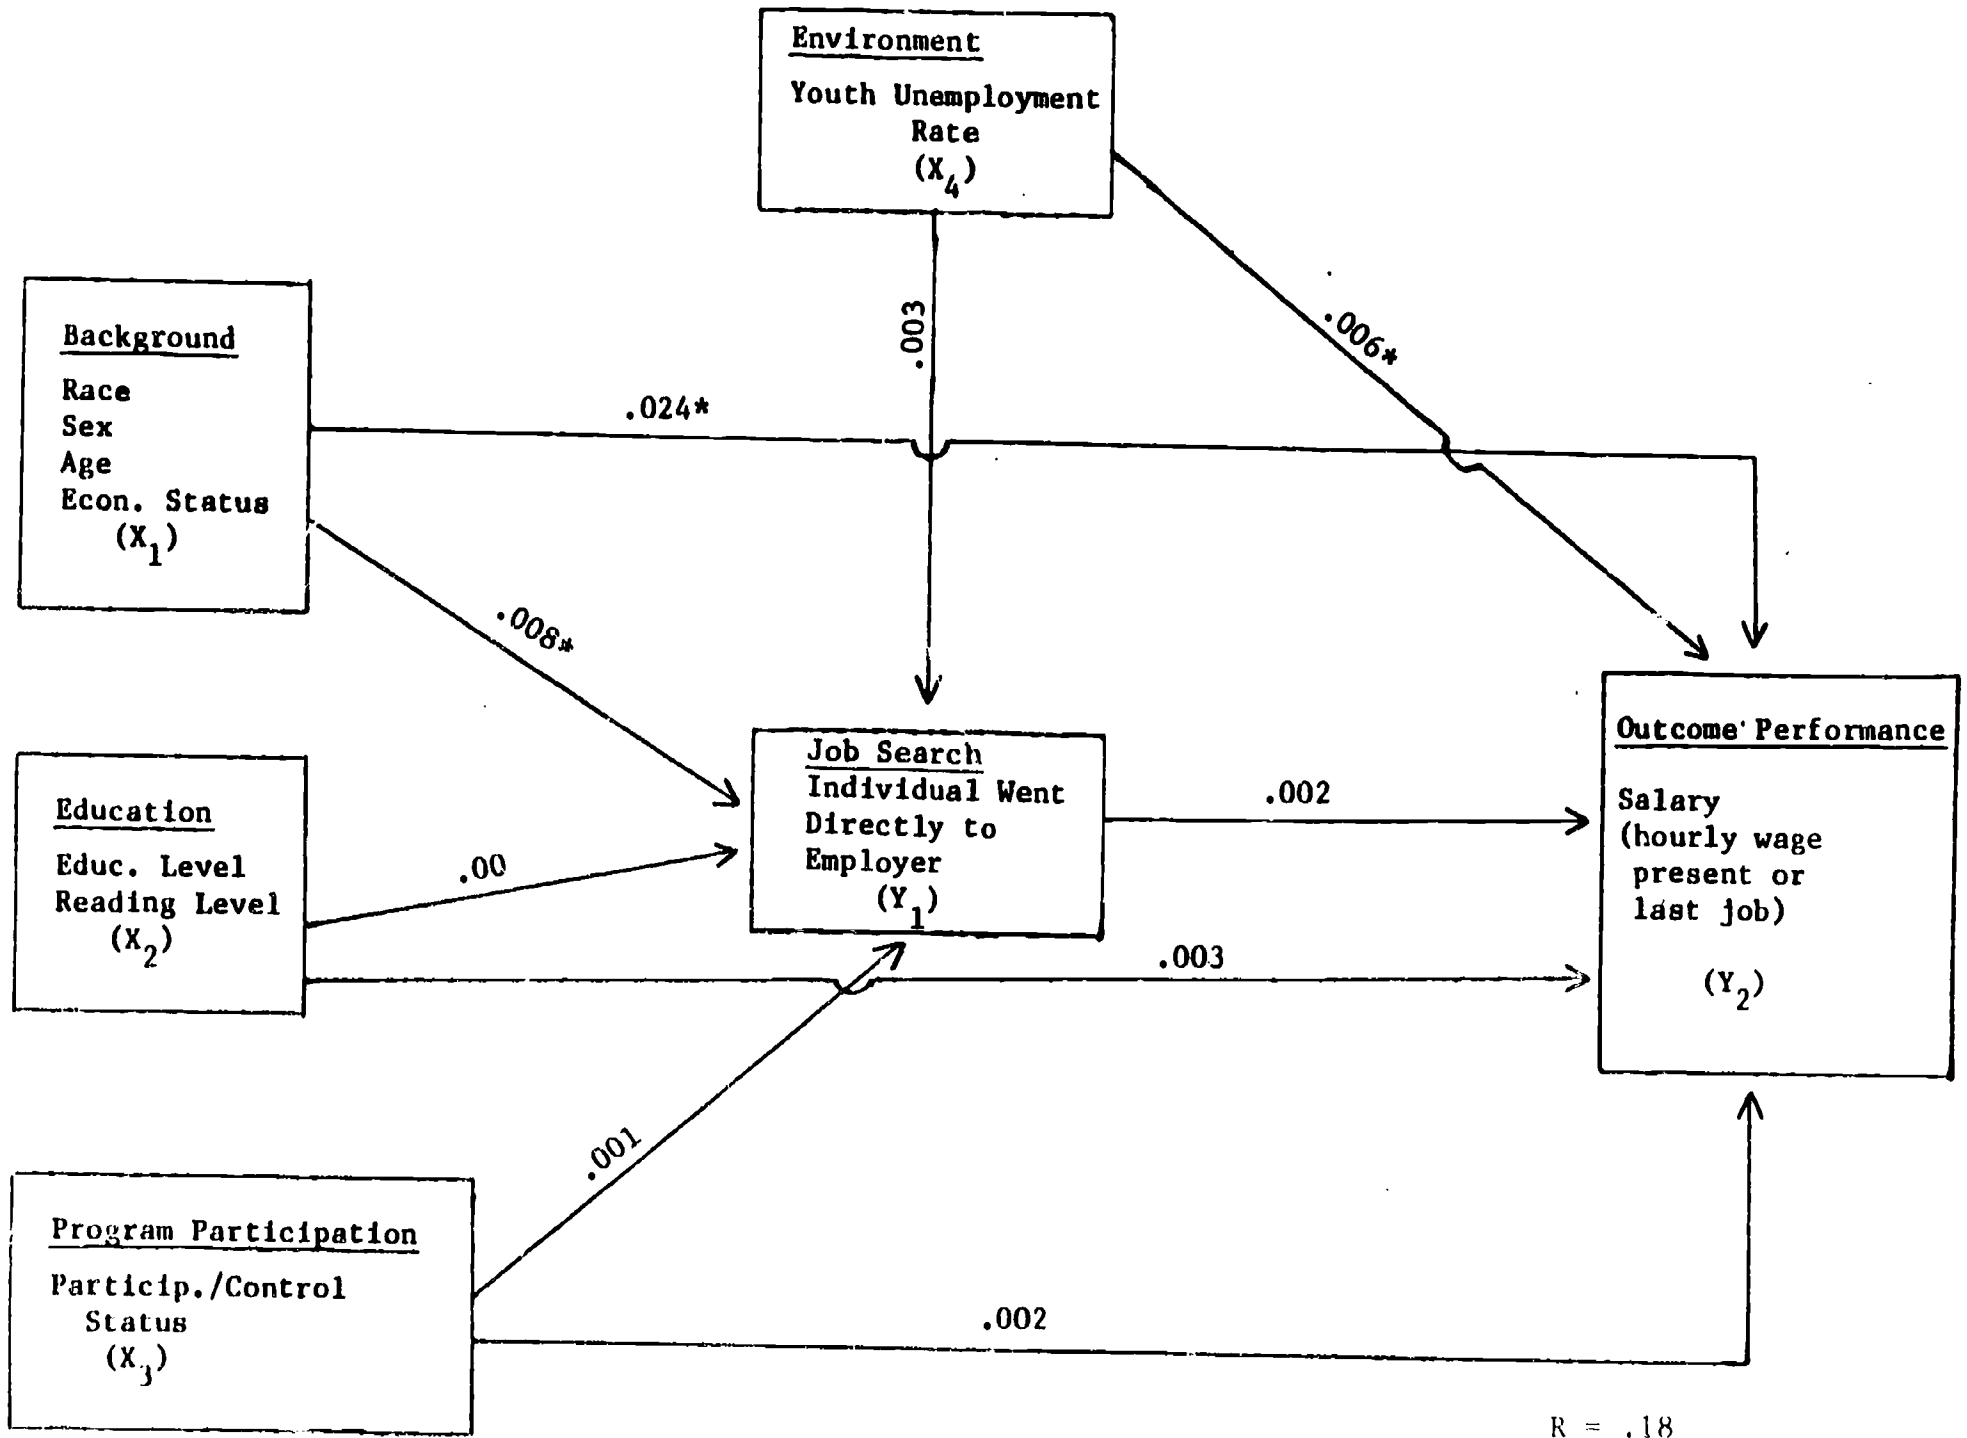 Environment
Youth Unemployment
Rate
(X4)
.003
.006*
Background
Race
Sex
Age
Econ. Status
(X1)
.024*
.008*
Education
Educ. Level
Reading Level
(X2)
.00
Job Search
Individual Went
Directly to
Employer
(Y1)
.002
.003
Outcome Performance
Salary
(hourly wage
present or
last job)
(Y2)
Program Participation
Particip./Control
Status
(X3)
.001
.002
R = .18